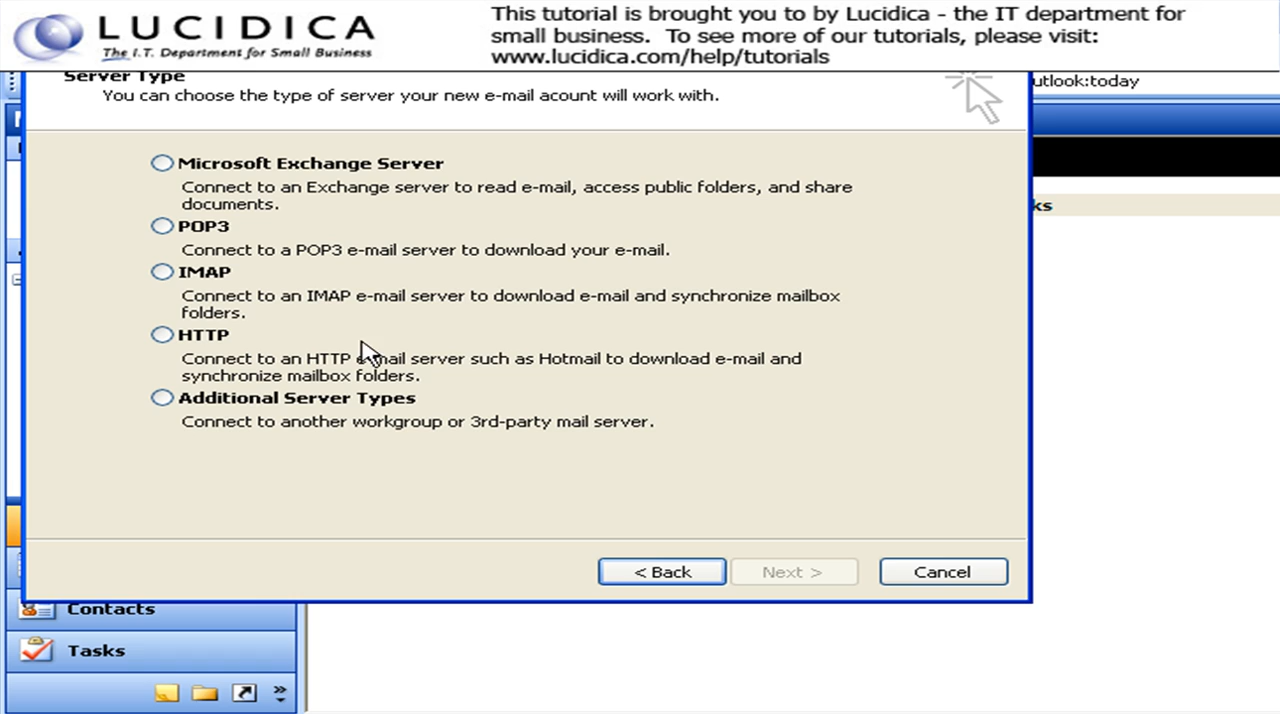 LUCIDICA
The I.T. Department for Small Business
This tutorial is brought you to by Lucidica - the IT department for
small business. To see more of our tutorials, please visit:
www.lucidica.com/help/tutorials
Server Type
You can choose the type of server your new e-mail acount will work with.
utlook:today
Microsoft Exchange Server
Connect to an Exchange server to read e-mail, access public folders, and share
documents.
ks
POP3
Connect to a POP3 e-mail server to download your e-mail.
IMAP
Connect to an IMAP e-mail server to download e-mail and synchronize mailbox
folders.
HTTP
Connect to an HTTP e-mail server such as Hotmail to download e-mail and
synchronize mailbox folders.
Additional Server Types
Connect to another workgroup or 3rd-party mail server.
< Back
Next >
Cancel
Contacts
Tasks